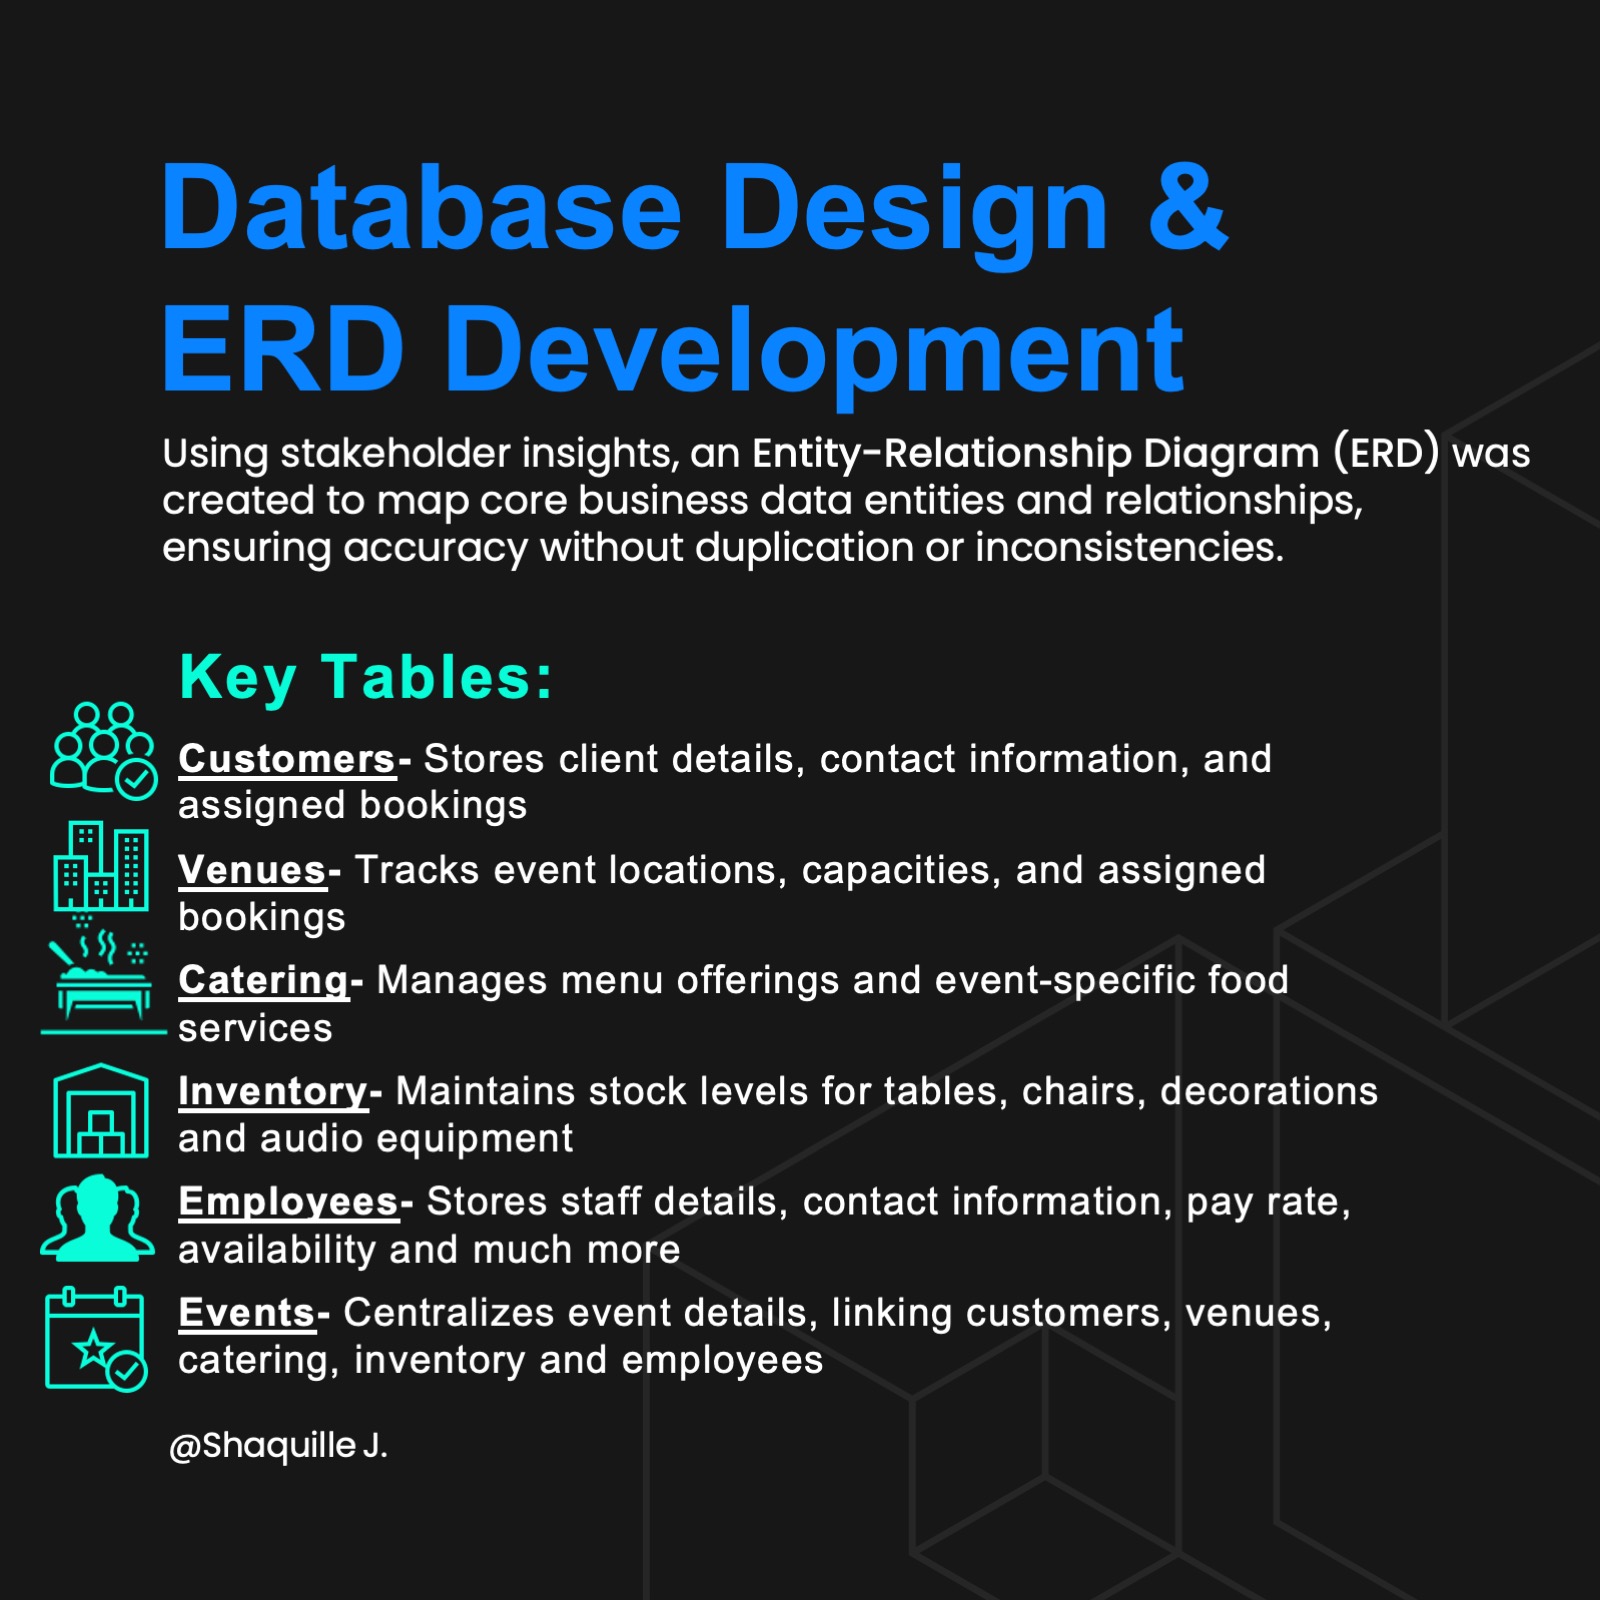 Database Design &
ERD Development
Using stakeholder insights, an Entity-Relationship Diagram (ERD) was
created to map core business data entities and relationships,
ensuring accuracy without duplication or inconsistencies.
Key Tables:
Customers- Stores client details, contact information, and
assigned bookings
Venues- Tracks event locations, capacities, and assigned
bookings
Catering- Manages menu offerings and event-specific food
services
Inventory- Maintains stock levels for tables, chairs, decorations
and audio equipment
Employees- Stores staff details, contact information, pay rate,
availability and much more
Events- Centralizes event details, linking customers, venues,
catering, inventory and employees
@Shaquille J.